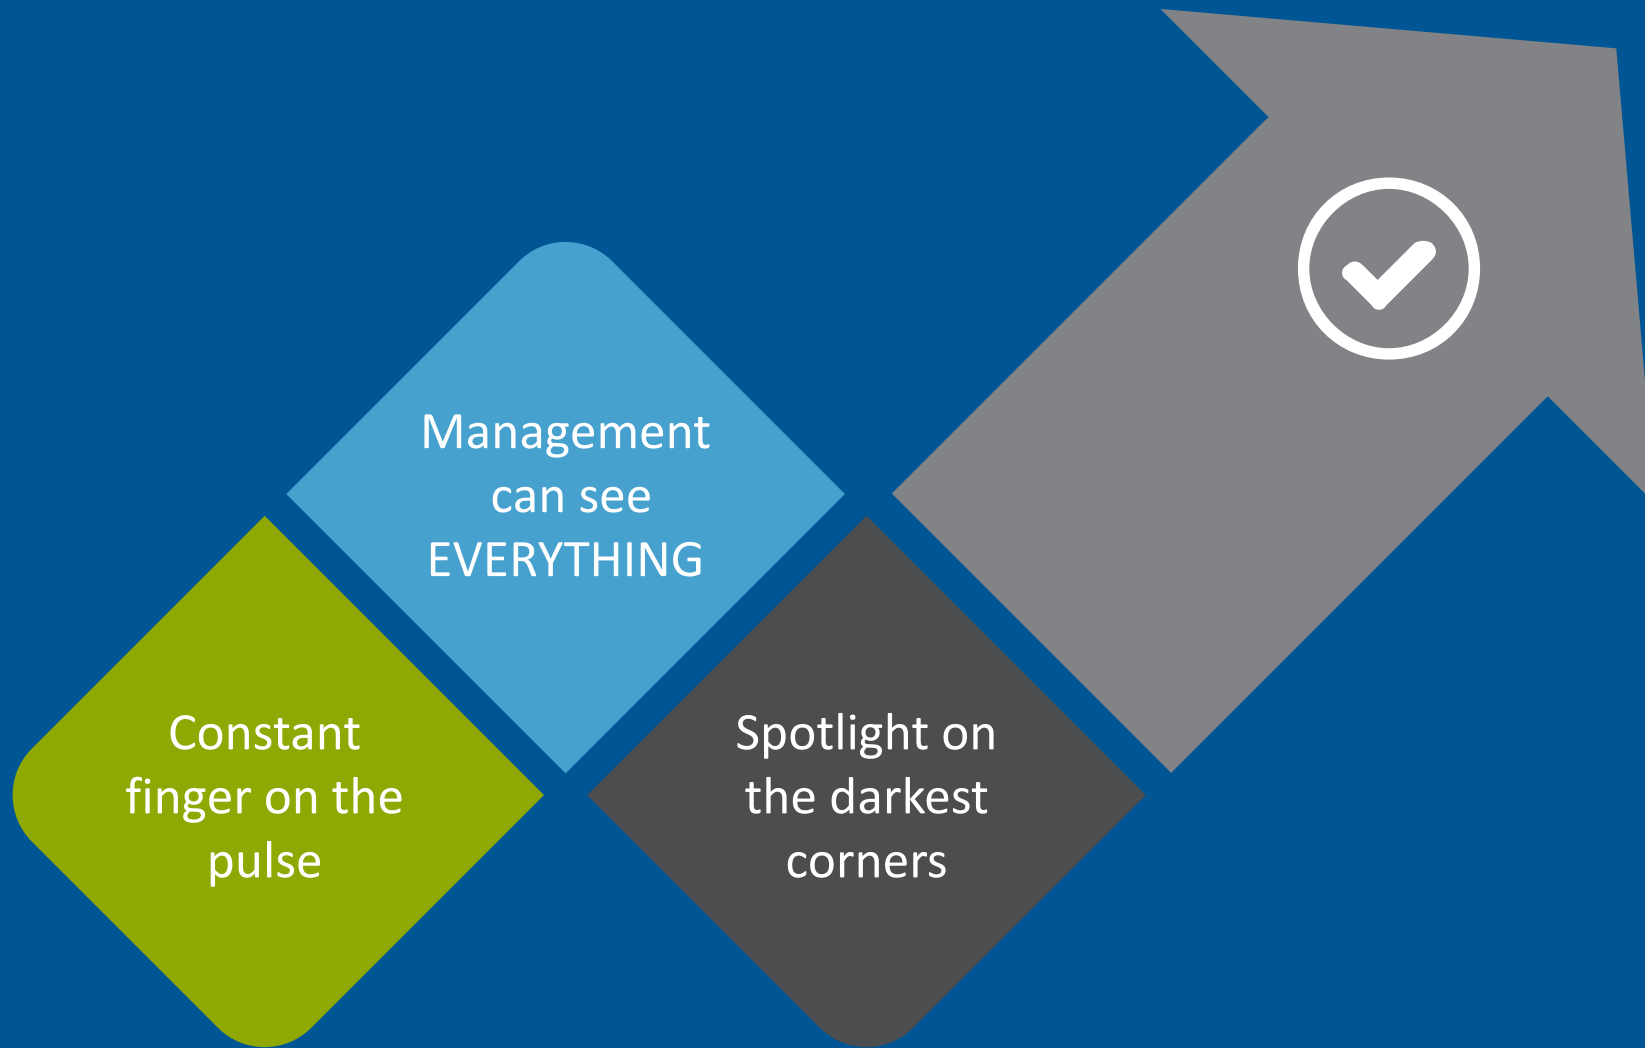 Management
can see
EVERYTHING
Constant
finger on the
pulse
Spotlight on
the darkest
corners